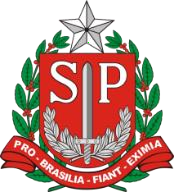 SP
PRO - BRASILIA - FIANT - EXIMIA